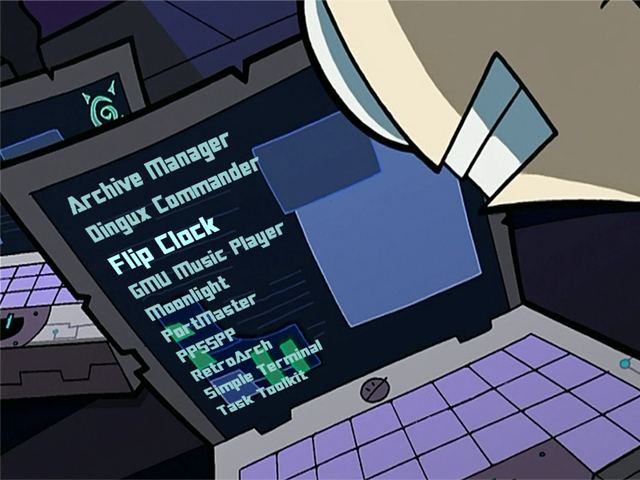 Archive Manager
Dingux Commander
Flip Clock
GMU Music Player
Moonlight
PortMaster
PPSSPP
RetroArch
Simple Terminal
Task Toolkit